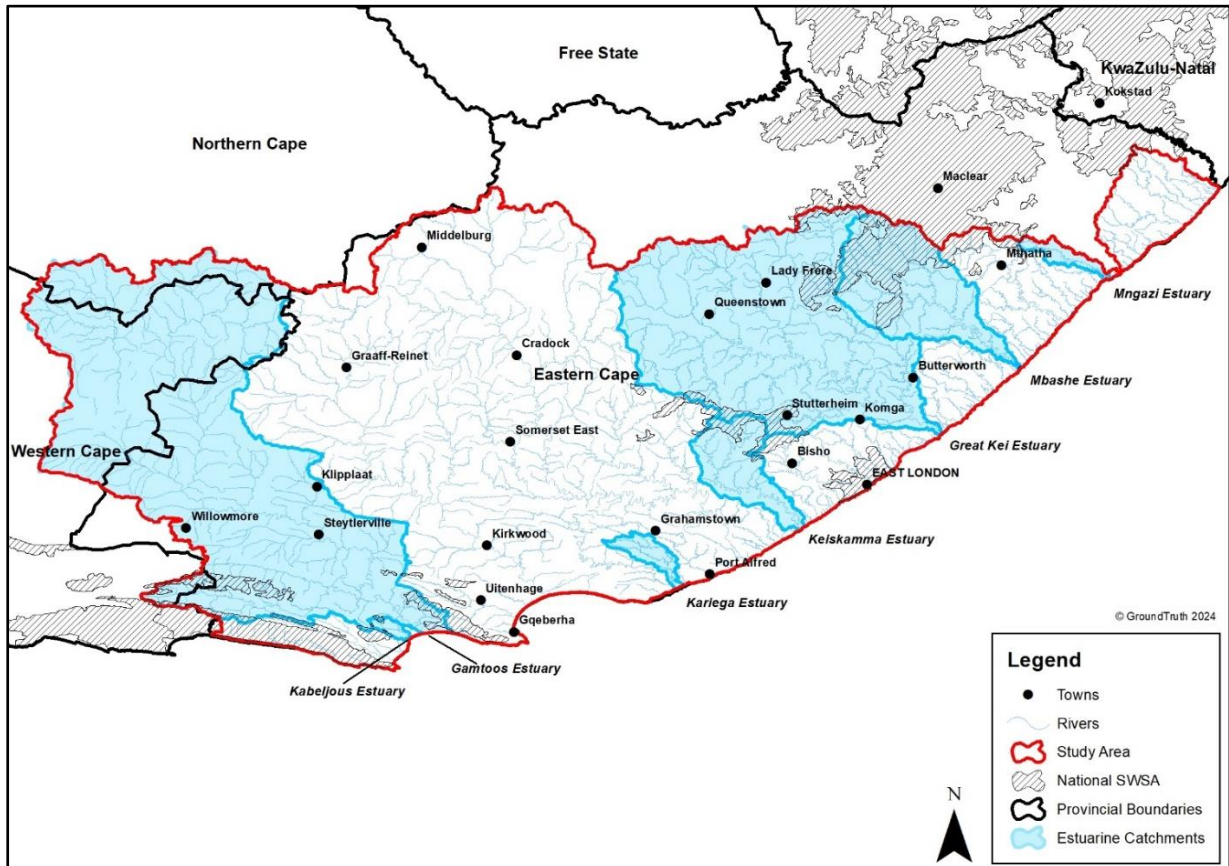 Free State
KwaZulu-Natal
Kokstad
Northern Cape
Maclear
Middelburg
Mthatha
Lady Frere
Mngazi Estuary
Queenstown
Cradock
Graaff-Reinet
Eastern Cape
Mbashe Estuary
Butterworth
Stutterheim
Komga
Somerset East
Great Kei Estuary
Western Cape
Bisho
EAST LONDON
Klipplaat
Willowmore
Steytlerville
Grahamstown
Keiskamma Estuary
Kirkwood
Port Alfred
Uitenhage
Kariega Estuary
© GroundTruth 2024
Gqeberha
Gamtoos Estuary
Kabeljous Estuary
Legend
Towns
Rivers
Study Area
National SWSA
Provincial Boundaries
Estuarine Catchments
N